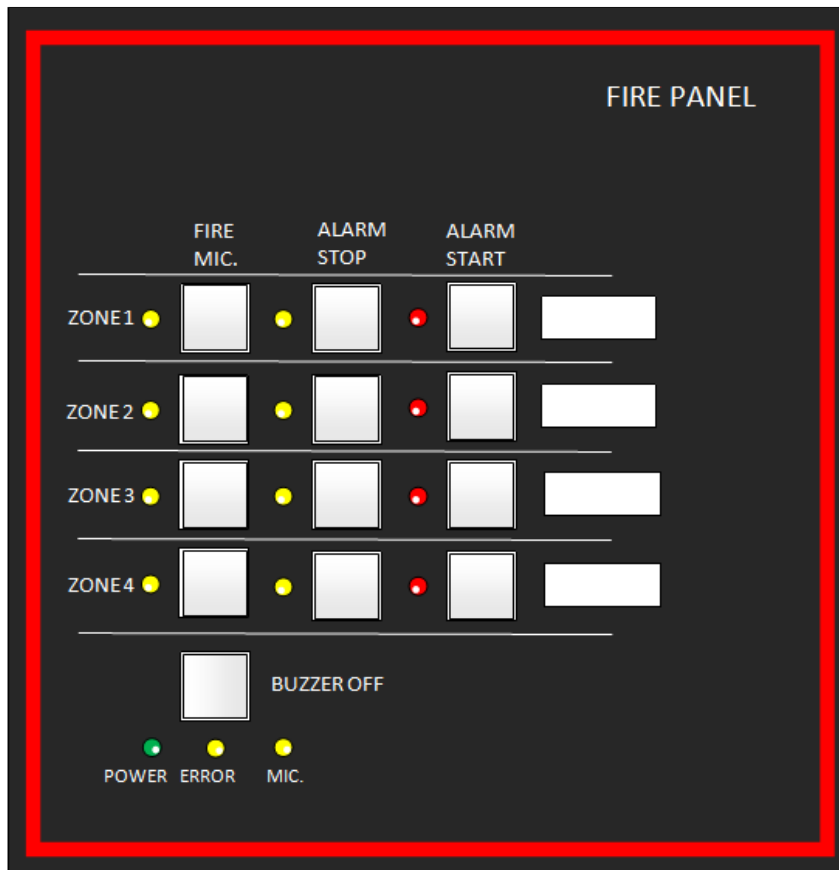 FIRE PANEL
FIRE MIC.
ALARM STOP
ALARM START
ZONE1
ZONE2
ZONE3
ZONE4
BUZZER OFF
POWER ERROR MIC.